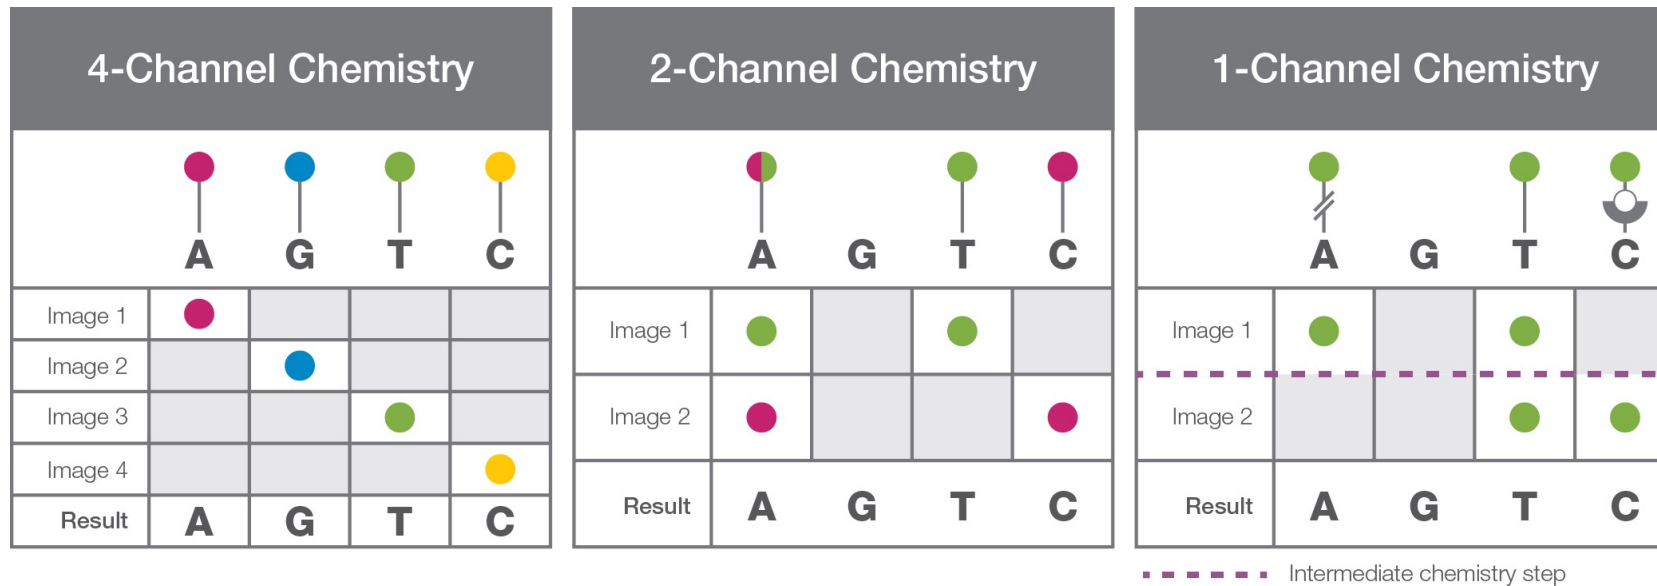 4-Channel Chemistry
A G T C
Image 1
Image 2
Image 3
Image 4
Result A G T C
2-Channel Chemistry
A G T C
Image 1
Image 2
Result A G T C
1-Channel Chemistry
A G T C
Image 1
Image 2
Result A G T C
Intermediate chemistry step